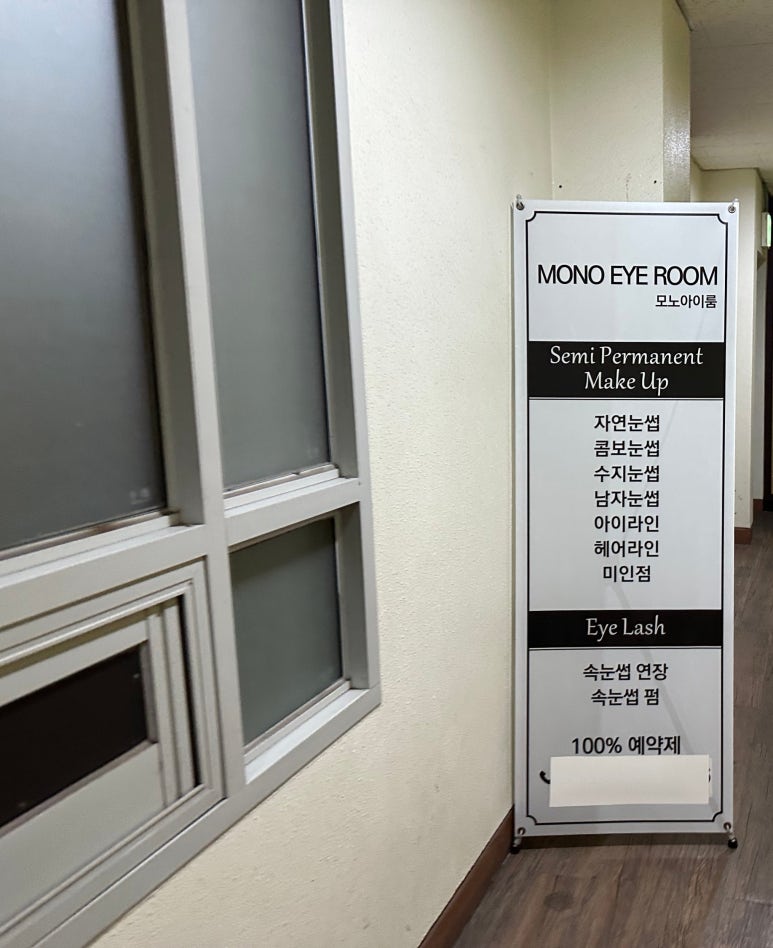 MONO EYE ROOM
모노아이룸
Semi Permanent
Make Up
자연눈썹
콤보눈썹
수지눈썹
남자눈썹
아이라인
헤어라인
미인점
Eye Lash
속눈썹 연장
속눈썹 펌
100% 예약제